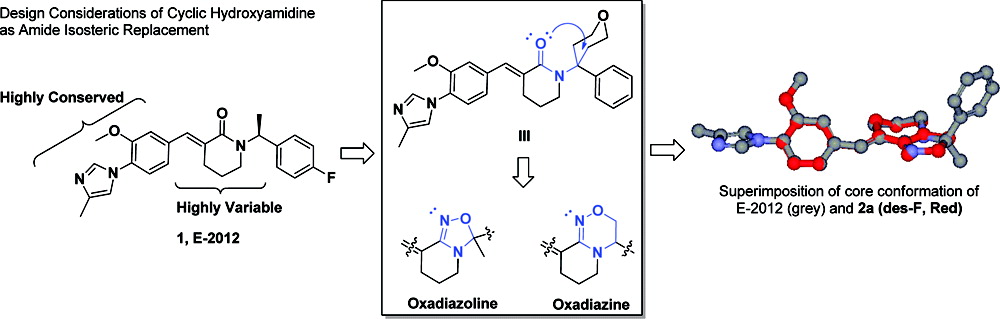 Design Considerations of Cyclic Hydroxyamidine
as Amide Isosteric Replacement
Highly Conserved
O
O
N
N
N
F
Highly Variable
1, E-2012
O
O
O
N
N
N
III
N
O
N
Oxadiazoline
N
O
N
Oxadiazine
Superimposition of core conformation of
E-2012 (grey) and 2a (des-F, Red)